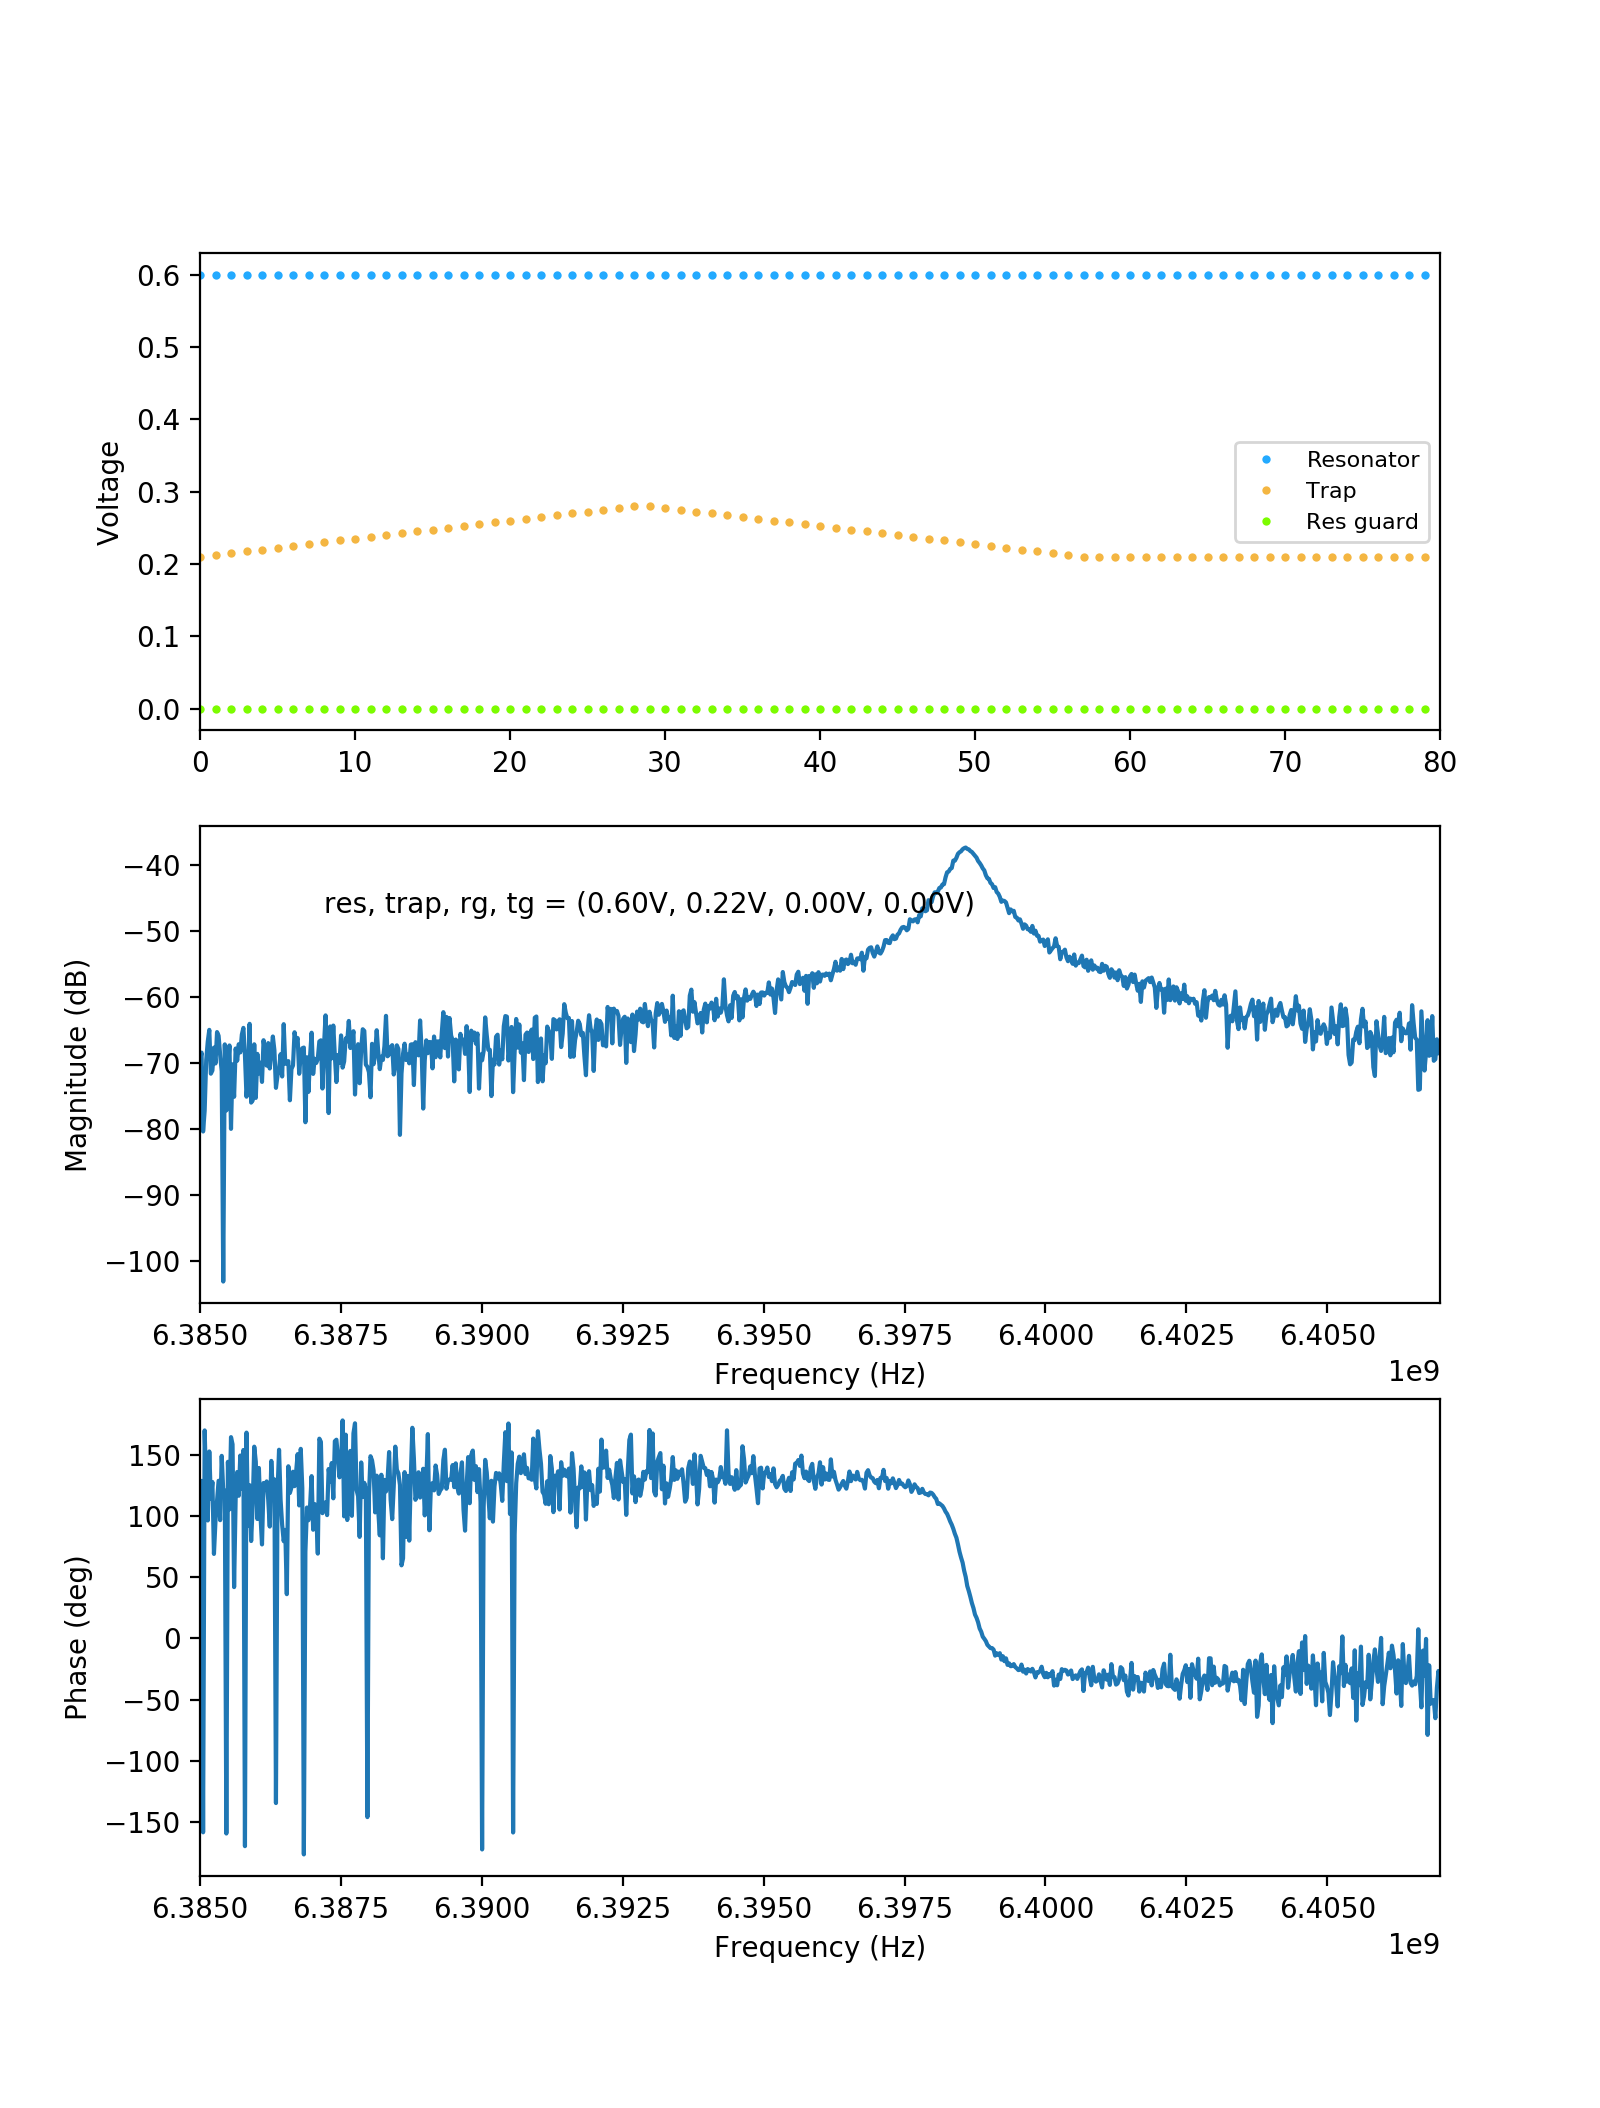 0.6
0.5
0.4
0.3
0.2
0.1
0.0
Voltage
Resonator
Trap
Res guard
0 10 20 30 40 50 60 70 80
−40
−50
−60
−70
−80
−90
−100
Magnitude (dB)
res, trap, rg, tg = (0.60V, 0.22V, 0.00V, 0.00V)
6.3850 6.3875 6.3900 6.3925 6.3950 6.3975 6.4000 6.4025 6.4050
1e9
Frequency (Hz)
150
100
50
0
−50
−100
−150
Phase (deg)
6.3850 6.3875 6.3900 6.3925 6.3950 6.3975 6.4000 6.4025 6.4050
1e9
Frequency (Hz)